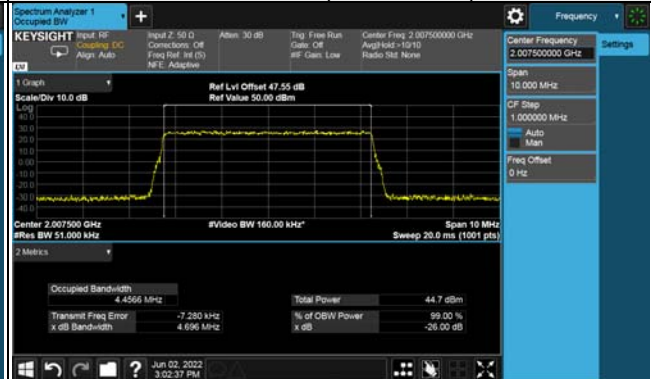 Spectrum Analyzer 1
Occupied BW
Frequency
KEYSIGHT
Input: RF
Coupling: DC
Align: Auto
Input Z: 50 Ω
Corrections: Off
Freq Ref: Int (S)
NFE: Adaptive
Atten: 30 dB
Trig: Free Run
Gate: Off
#IF Gain: Low
Center Freq: 2.007500000 GHz
Avg|Hold:>10/10
Radio Std: None
Center Frequency
2.007500000 GHz
Settings
Span
10.000 MHz
CF Step
1.000000 MHz
Auto
Man
Freq Offset
0 Hz
1 Graph
Scale/Div 10.0 dB
Ref Lvl Offset 47.55 dB
Ref Value 50.00 dBm
Log
40.0
30.0
20.0
10.0
0.00
-10.0
-20.0
-30.0
-40.0
Center 2.007500 GHz
#Res BW 51.000 kHz
#Video BW 160.00 kHz*
Span 10 MHz
Sweep 20.0 ms (1001 pts)
2 Metrics
Occupied Bandwidth
4.4566 MHz
Total Power 44.7 dBm
Transmit Freq Error -7.280 kHz
% of OBW Power 99.00 %
x dB Bandwidth 4.696 MHz
x dB -26.00 dB
?
Jun 02, 2022
3:02:37 PM